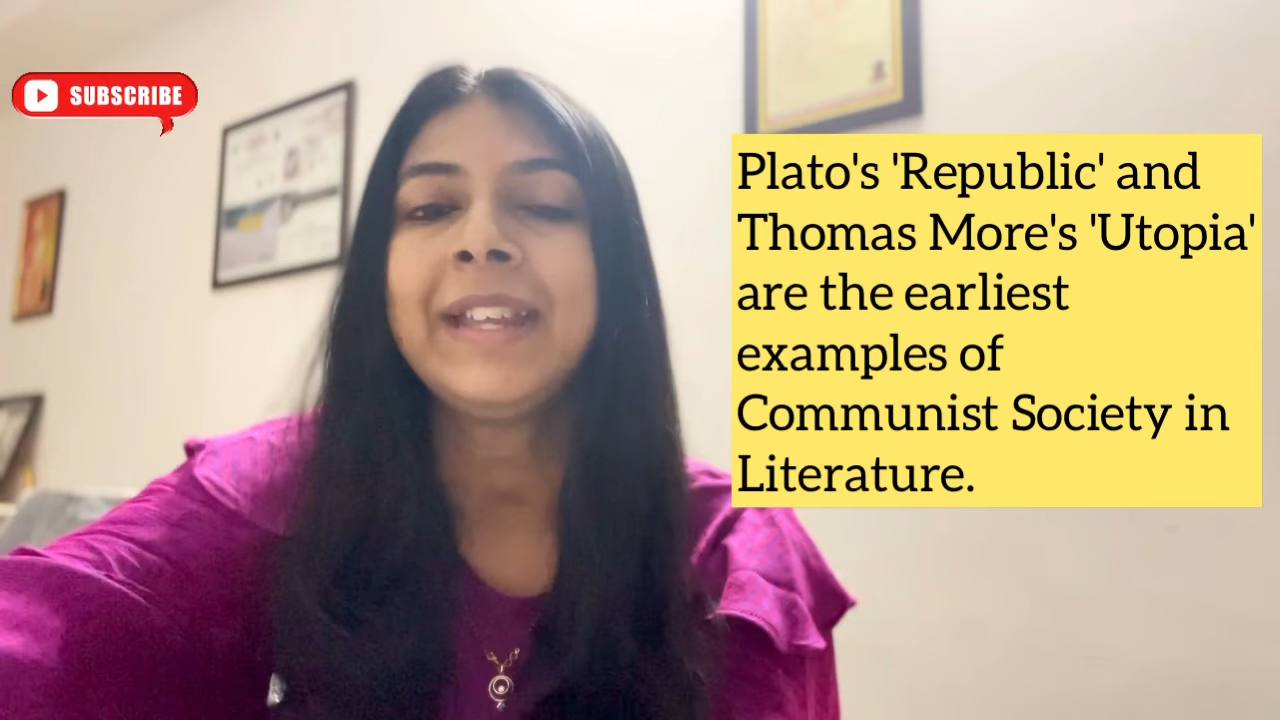 SUBSCRIBE
Plato's 'Republic' and
Thomas More's 'Utopia'
are the earliest
examples of
Communist Society in
Literature.